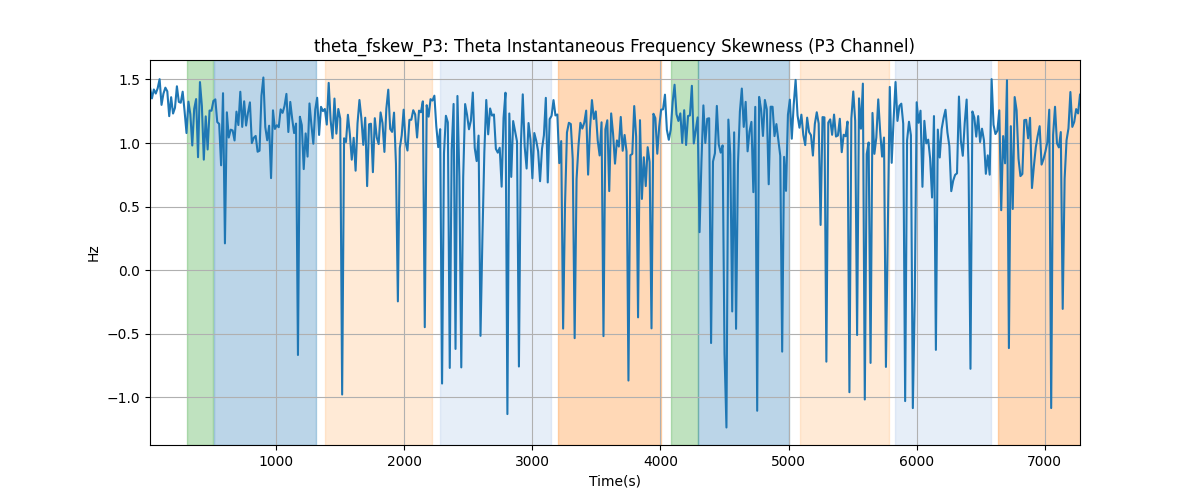 theta_fskew_P3: Theta Instantaneous Frequency Skewness (P3 Channel)
Hz
1.5
1.0
0.5
0.0
−0.5
−1.0
1000 2000 3000 4000 5000 6000 7000
Time(s)